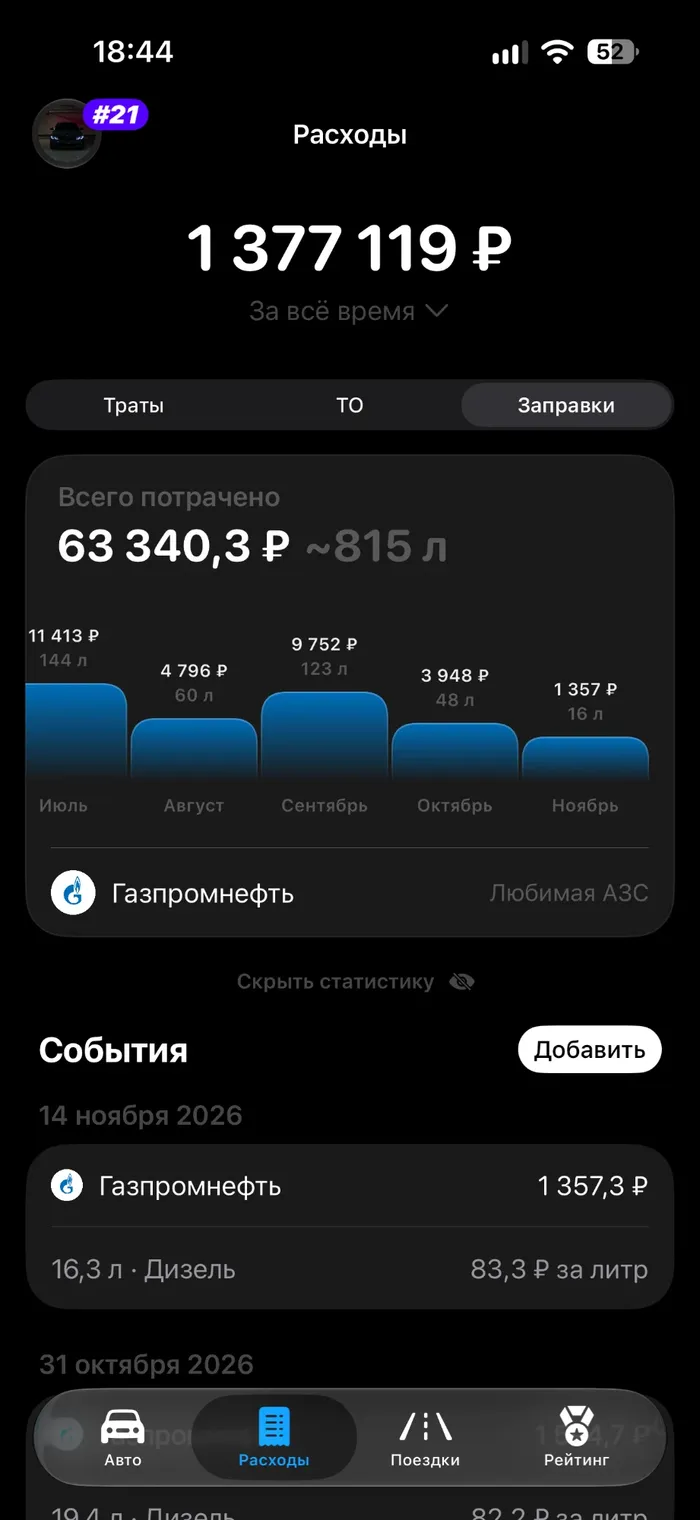 18:44
52
#21
Расходы
1 377 119 ₽
За всё время
Траты ТО Заправки
Всего потрачено
63 340,3 ₽ ~815 л
11 413 ₽
144 л
4 796 ₽
60 л
9 752 ₽
123 л
3 948 ₽
48 л
1 357 ₽
16 л
Июль Август Сентябрь Октябрь Ноябрь
Газпромнефть Любимая АЗС
Скрыть статистику
События Добавить
14 ноября 2026
Газпромнефть 1 357,3 ₽
16,3 л · Дизель 83,3 ₽ за литр
31 октября 2026
Авто Расходы Поездки Рейтинг
19,4 л · Дизель 82,2 ₽ за литр